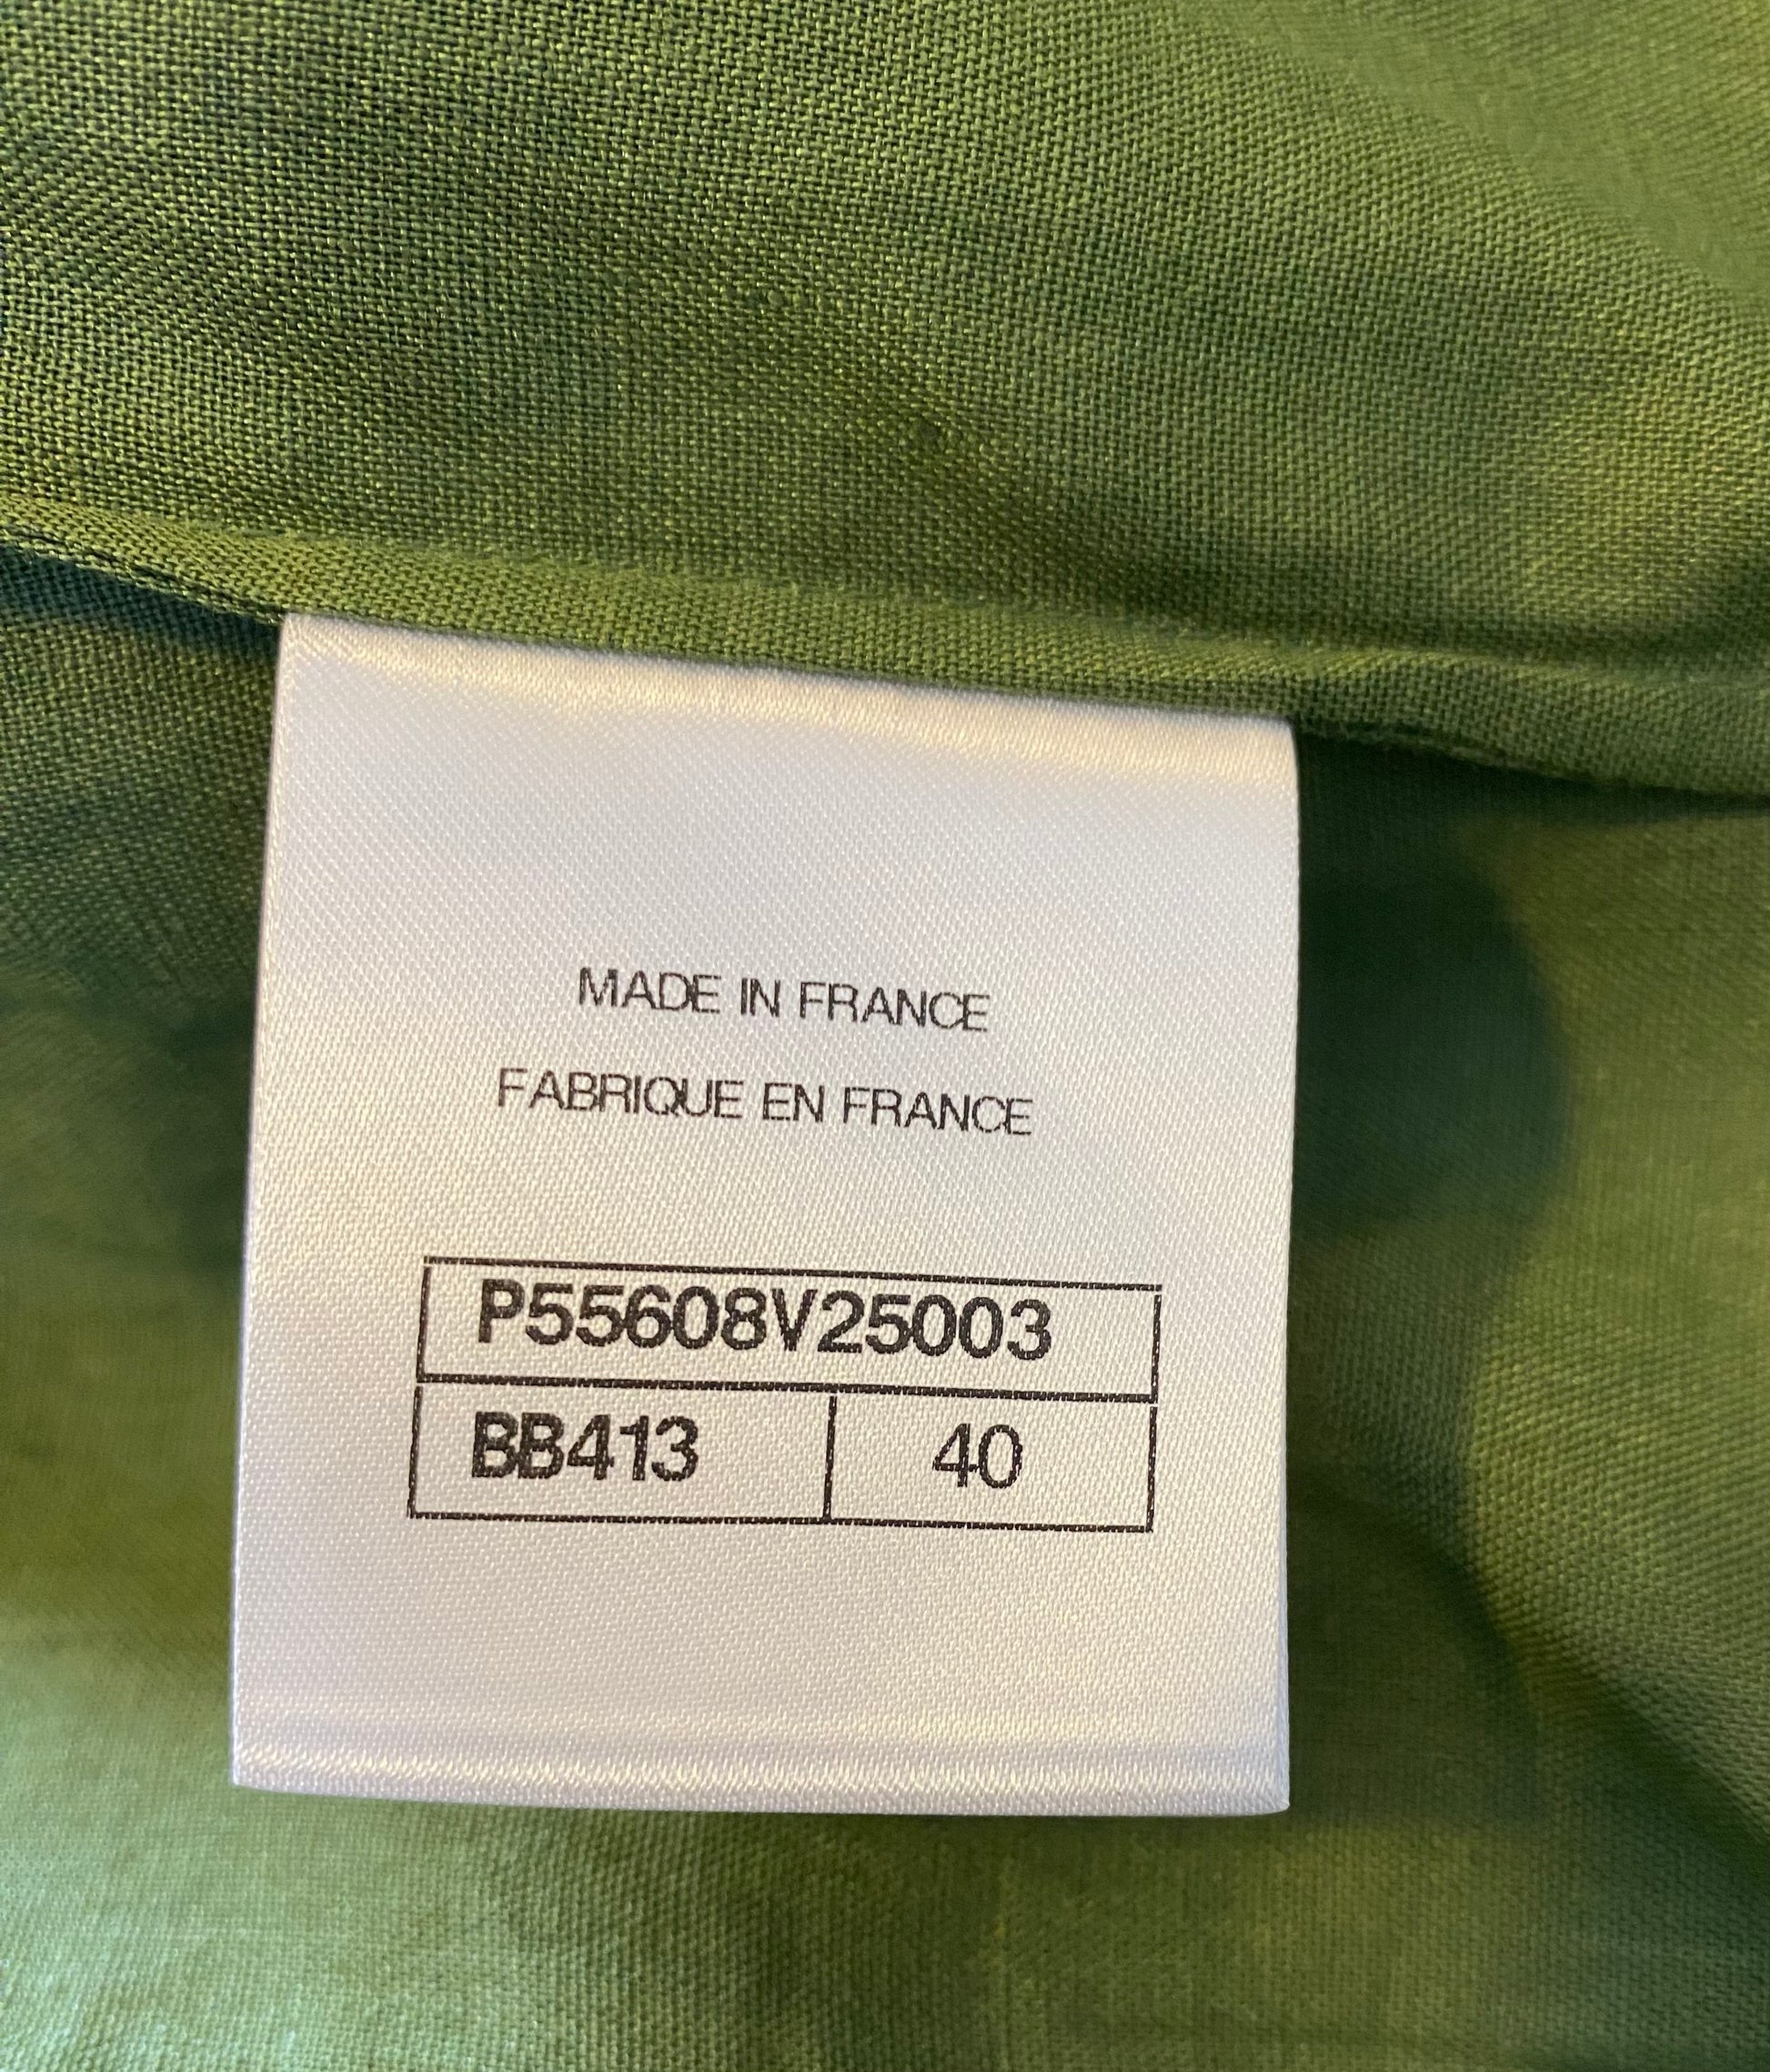 MADE IN FRANCE
FABRIQUE EN FRANCE
P55608V25003
BB413 40